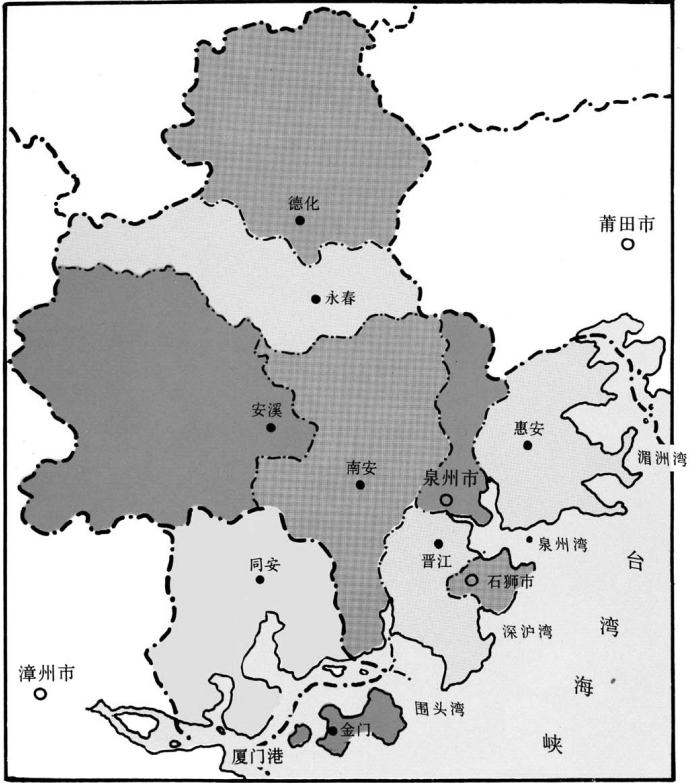 德化
莆田市
永春
安溪
惠安
湄洲湾
南安
泉州市
泉州湾
晋江
台湾海峡
同安
石狮市
深沪湾
漳州市
围头湾
金门
厦门港